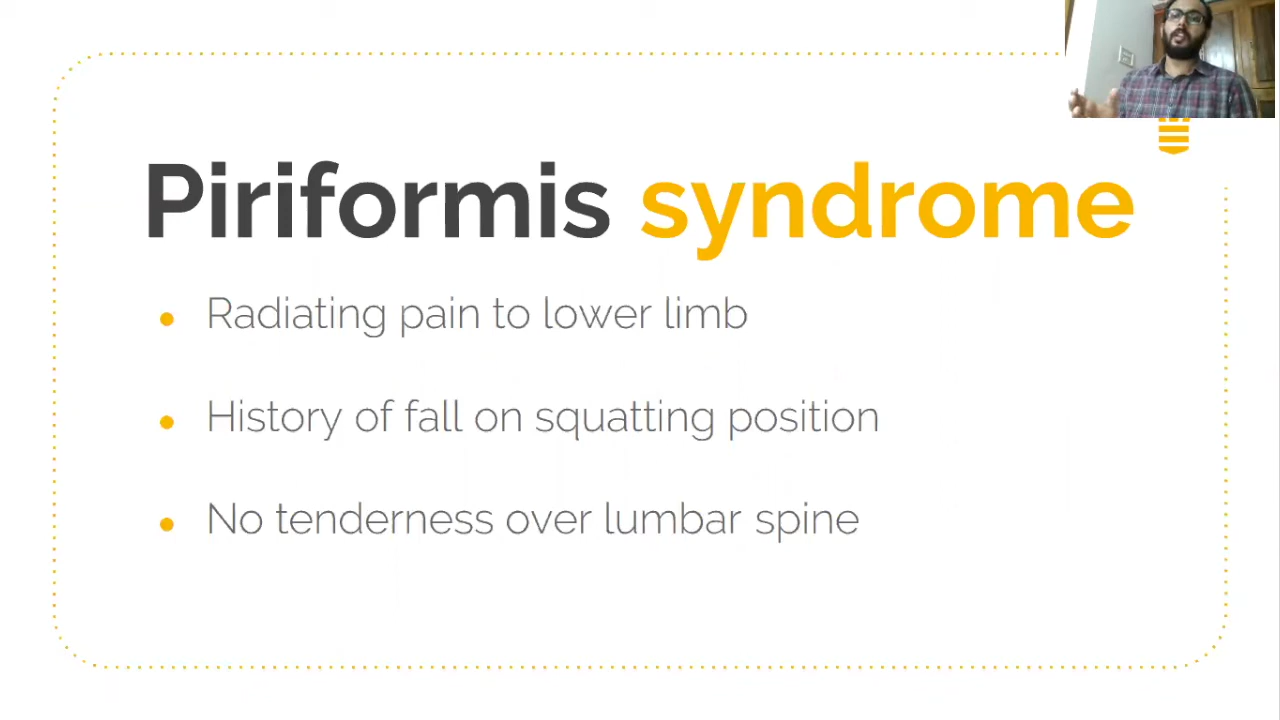 Piriformis syndrome
Radiating pain to lower limb
History of fall on squatting position
No tenderness over lumbar spine